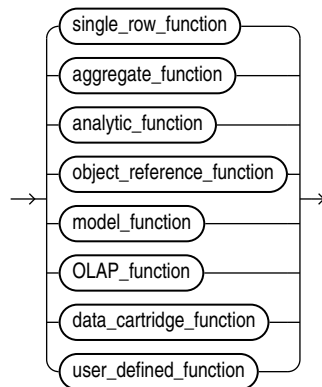 single_row_function
aggregate_function
analytic_function
object_reference_function
model_function
OLAP_function
data_cartridge_function
user_defined_function